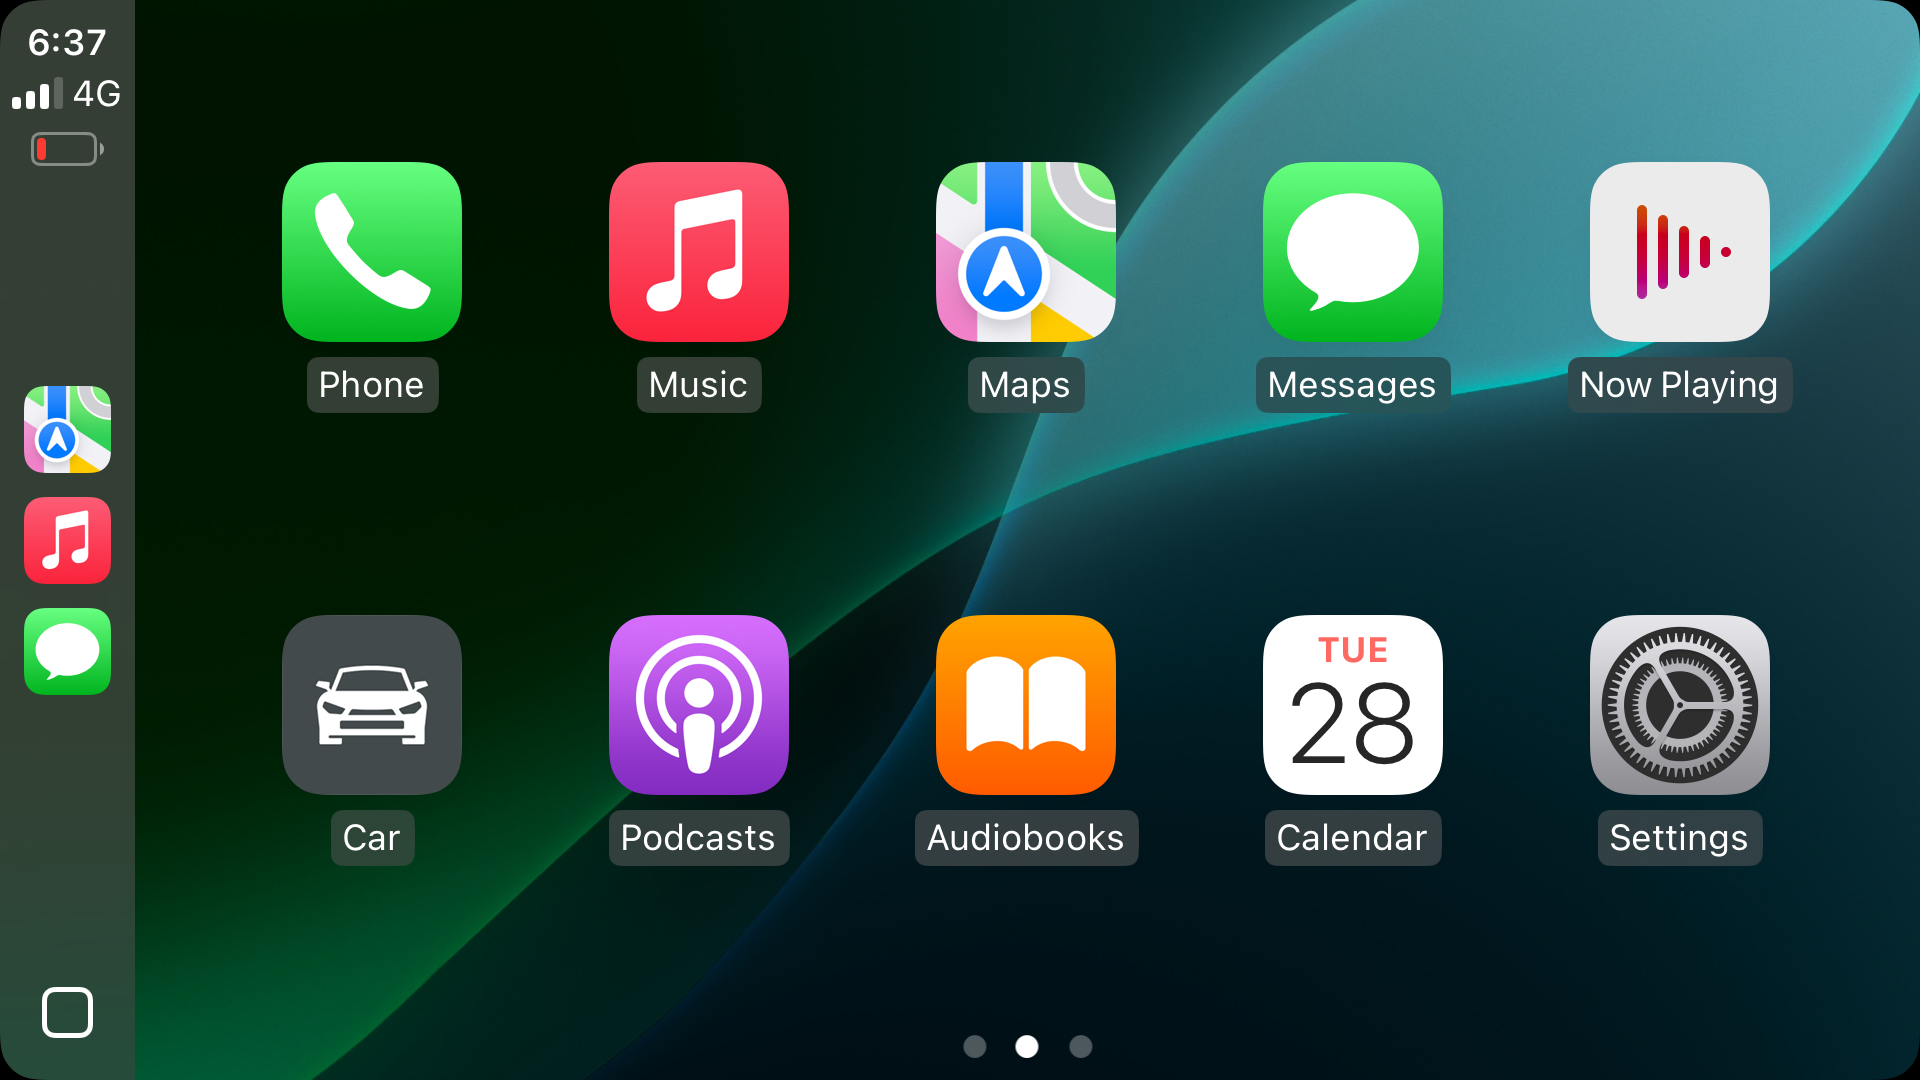 6:37
4G
Phone
Music
Maps
Messages
Now Playing
Car
Podcasts
Audiobooks
TUE
28
Calendar
Settings